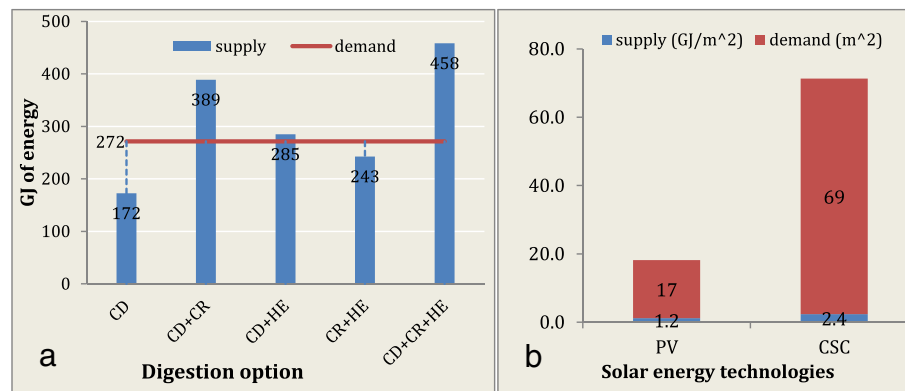 500
supply demand
458
400
389
GJ of energy
300
272
285
243
200
172
100
0
CD
CD+CR
CD+HE
CR+HE
CD+CR+HE
a
Digestion option
80.0
supply (GJ/m^2) demand (m^2)
60.0
40.0
69
20.0
17
1.2
2.4
0.0
PV
CSC
b
Solar energy technologies